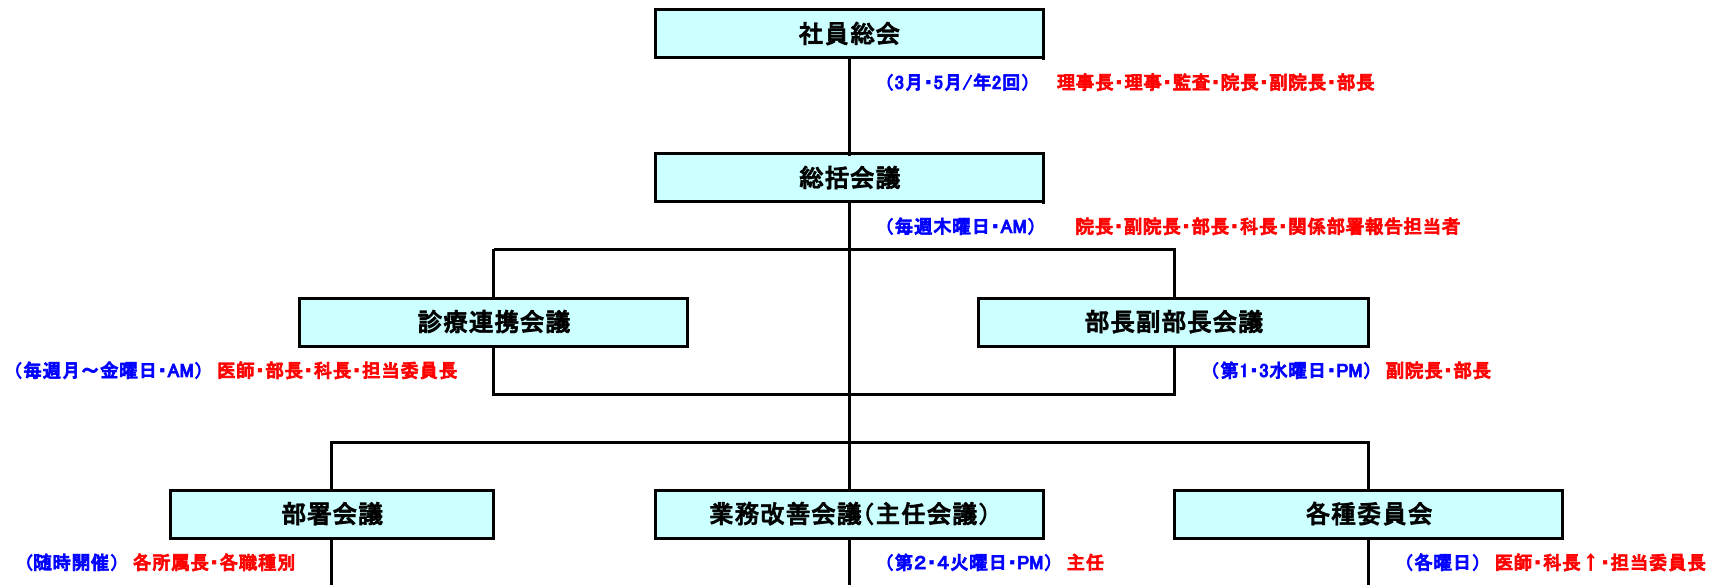 社員総会
（3月・5月/年2回） 理事長・理事・監査・院長・副院長・部長
総括会議
（毎週木曜日・AM） 院長・副院長・部長・科長・関係部署報告担当者
診療連携会議
部長副部長会議
（毎週月～金曜日・AM） 医師・部長・科長・担当委員長
（第1・3水曜日・PM） 副院長・部長
部署会議
業務改善会議（主任会議）
各種委員会
（随時開催） 各所属長・各職種別
（第2・4火曜日・PM） 主任
（各曜日） 医師・科長↑・担当委員長